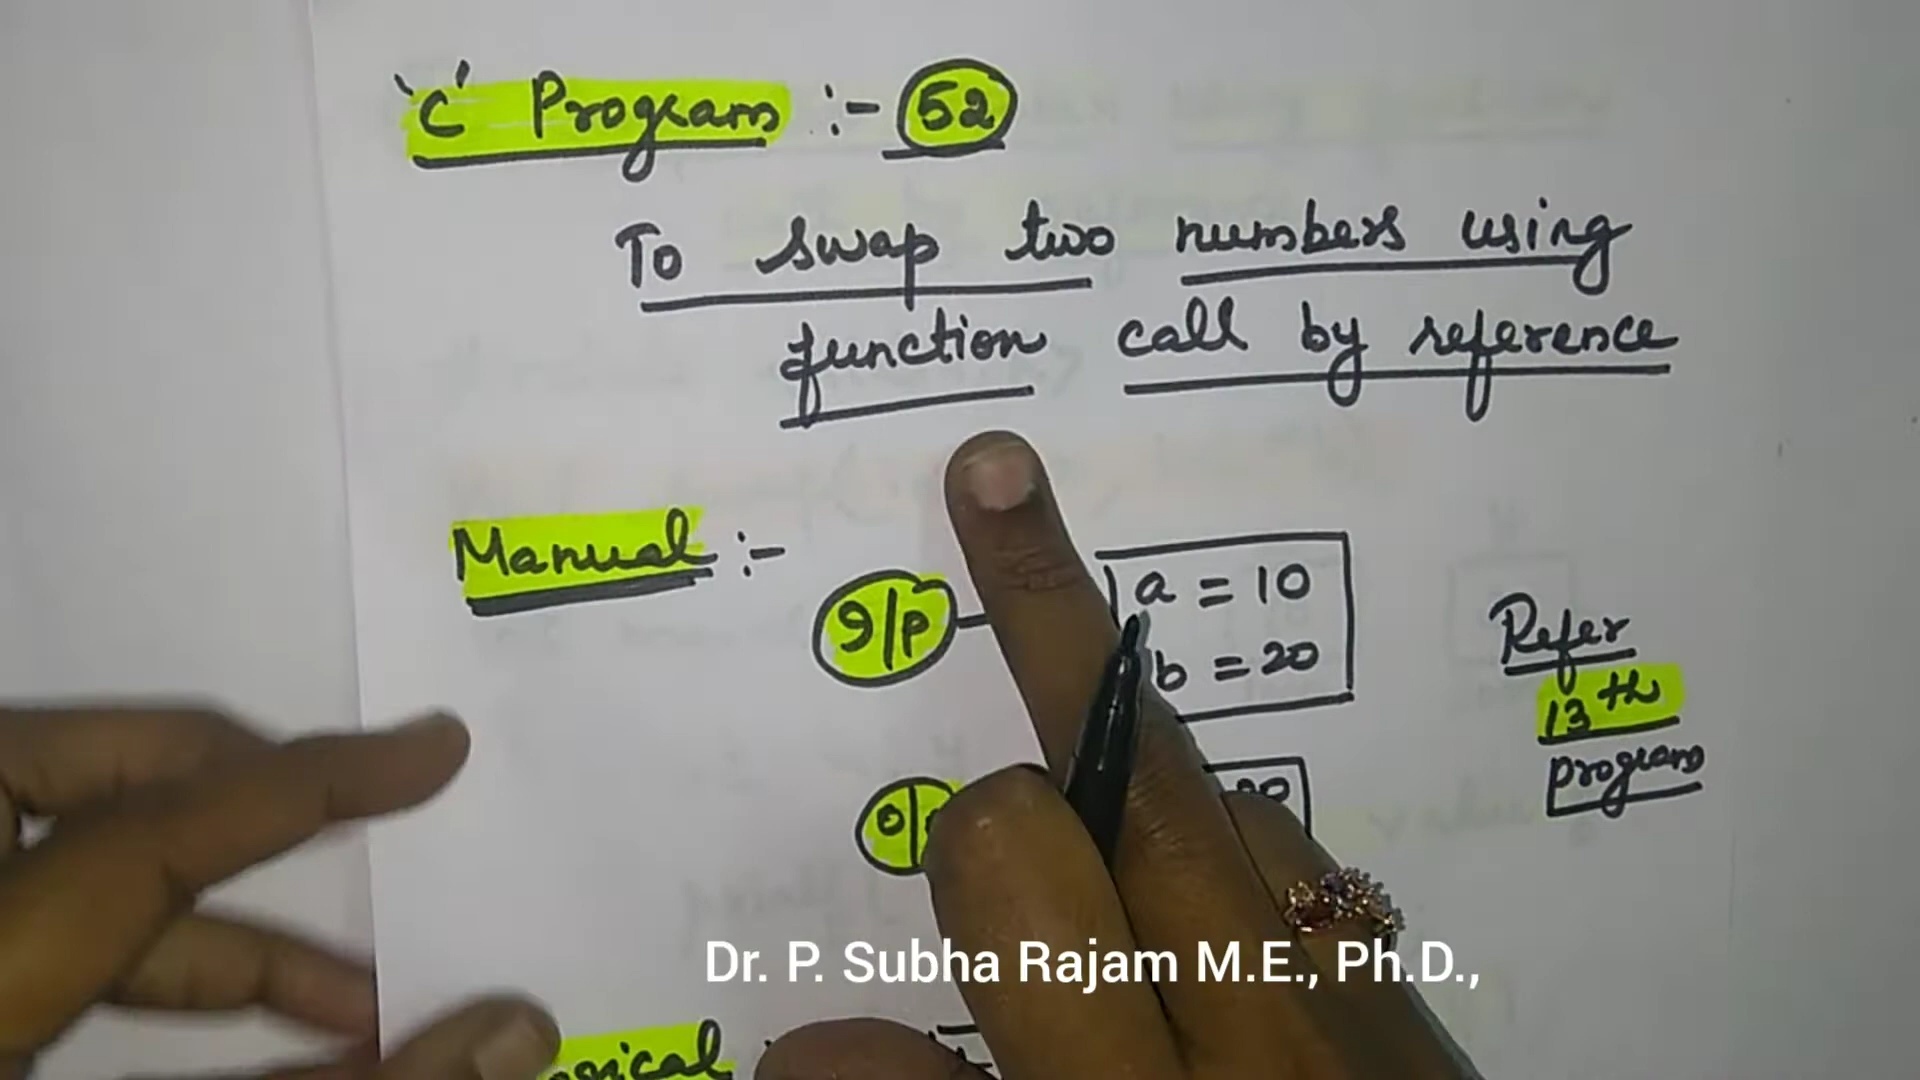 'C' Program :- 52
To swap two numbers using
function call by reference
Manual :-
I/P
a = 10
b = 20
Refer
13th
program
Dr. P. Subha Rajam M.E., Ph.D.,